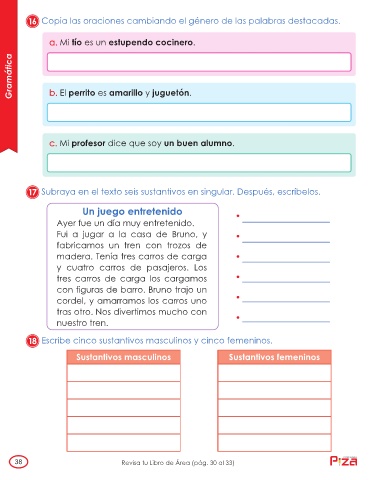 Gramática
16 Copia las oraciones cambiando el género de las palabras destacadas.
a. Mi tío es un estupendo cocinero.
b. El perrito es amarillo y juguetón.
c. Mi profesor dice que soy un buen alumno.
17 Subraya en el texto seis sustantivos en singular. Después, escríbelos.
Un juego entretenido
Ayer fue un día muy entretenido.
Fui a jugar a la casa de Bruno, y
fabricamos un tren con trozos de
madera. Tenía tres carros de carga
y cuatro carros de pasajeros. Los
tres carros de carga los cargamos
con figuras de barro. Bruno trajo un
cordel, y amarramos los carros uno
tras otro. Nos divertimos mucho con
nuestro tren.
18 Escribe cinco sustantivos masculinos y cinco femeninos.
Sustantivos masculinos Sustantivos femeninos
38 Revisa tu Libro de Área (pág. 30 al 33)